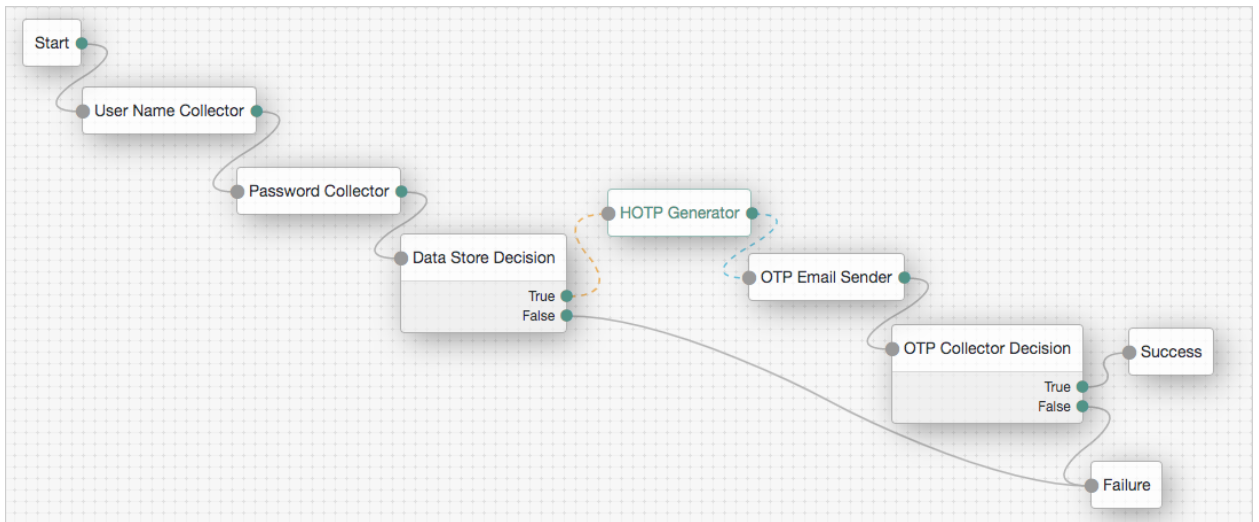 Start
User Name Collector
Password Collector
HOTP Generator
Data Store Decision
True
False
OTP Email Sender
OTP Collector Decision
True
False
Success
Failure